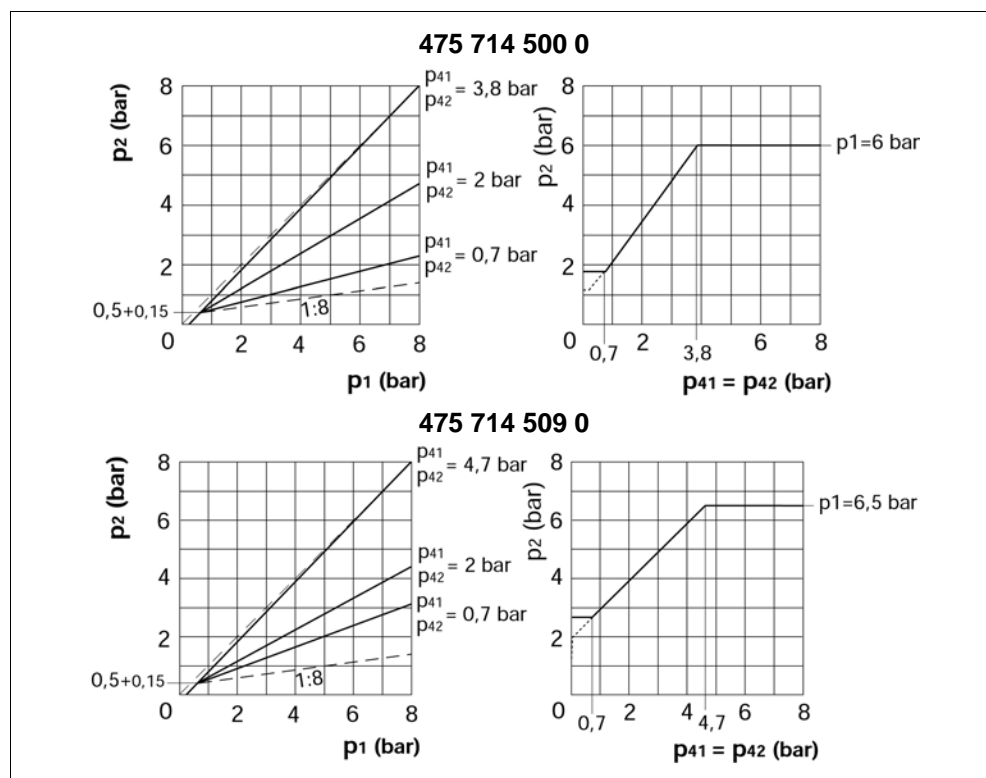 475 714 500 0
p2 (bar)
8
6
4
2
0,5+0,15
0
2
4
6
8
p1 (bar)
p41
p42 = 3,8 bar
p41
p42 = 2 bar
p41
p42 = 0,7 bar
1:8
p2 (bar)
8
6
4
2
0
2
4
6
8
0,7
3,8
p1=6 bar
p41 = p42 (bar)
475 714 509 0
p2 (bar)
8
6
4
2
0,5+0,15
0
2
4
6
8
p1 (bar)
p41
p42 = 4,7 bar
p41
p42 = 2 bar
p41
p42 = 0,7 bar
1:8
p2 (bar)
8
6
4
2
0
2
4
6
8
0,7
4,7
p1=6,5 bar
p41 = p42 (bar)